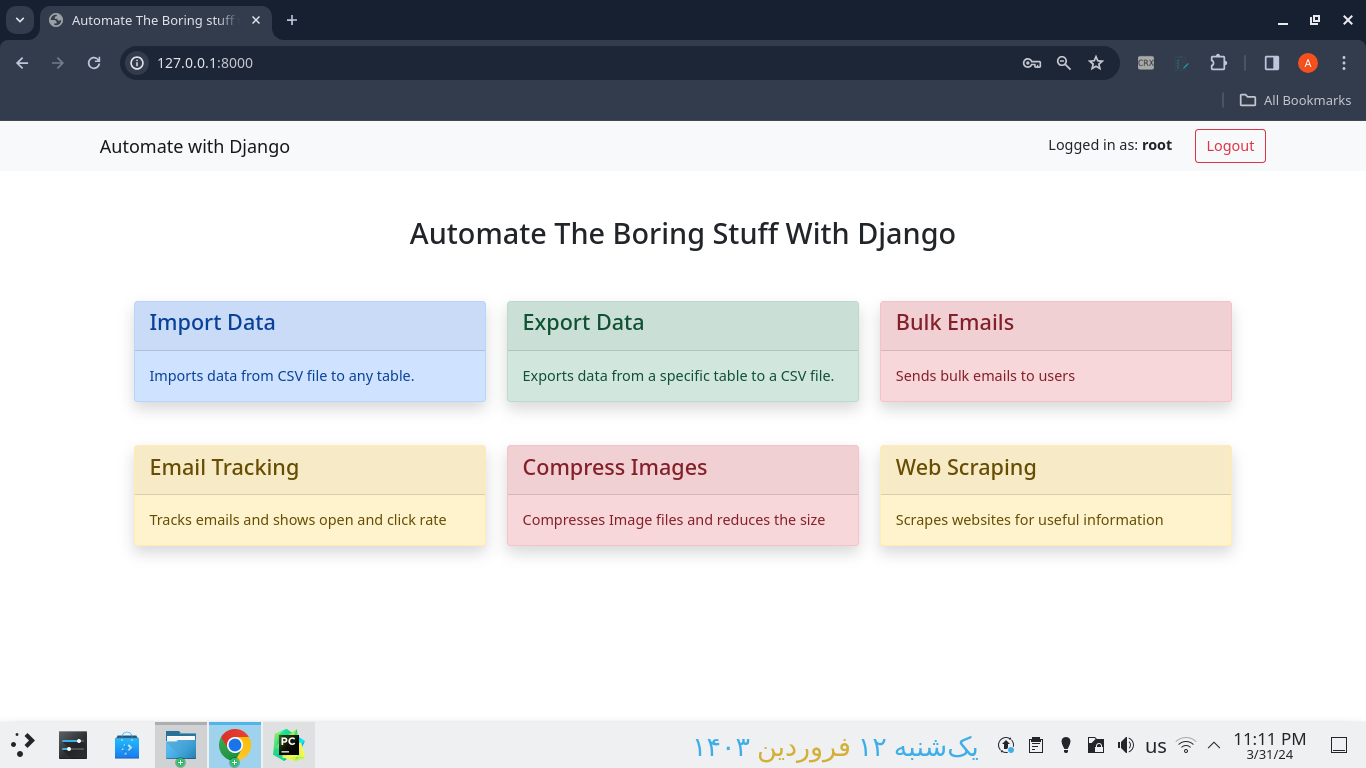 Automate The Boring stuff
127.0.0.1:8000
CRX
A
All Bookmarks
Automate with Django
Logged in as: root
Logout
Automate The Boring Stuff With Django
Import Data
Imports data from CSV file to any table.
Export Data
Exports data from a specific table to a CSV file.
Bulk Emails
Sends bulk emails to users
Email Tracking
Tracks emails and shows open and click rate
Compress Images
Compresses Image files and reduces the size
Web Scraping
Scrapes websites for useful information
PC
یک‌شنبه ۱۲ فروردین ۱۴۰۳
us
11:11 PM
3/31/24